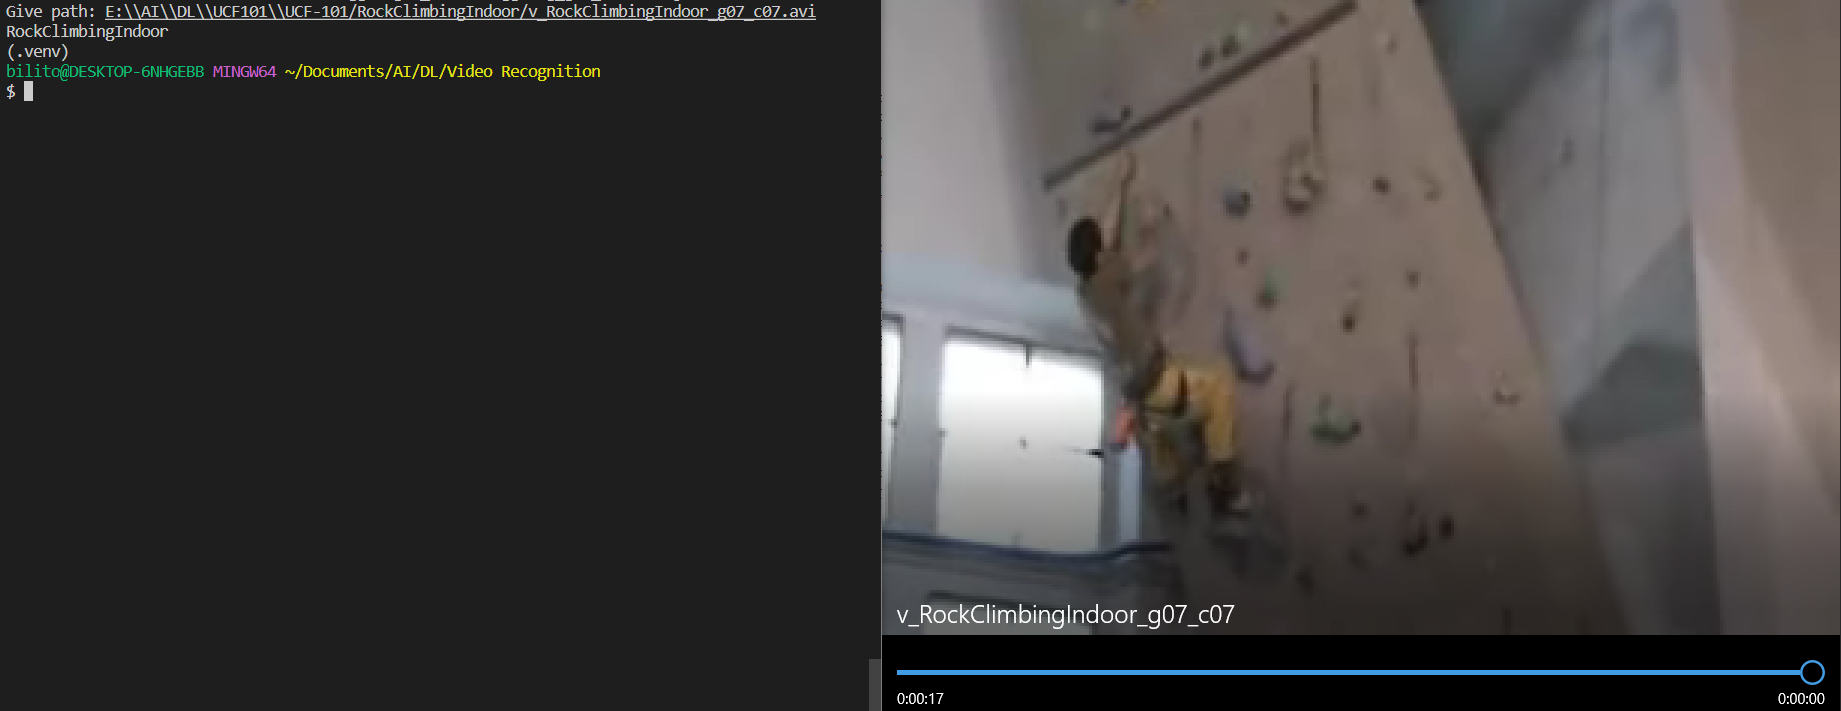 Give path: E:\\AI\\DL\\UCF101\\UCF-101/RockClimbingIndoor/v_RockClimbingIndoor_g07_c07.avi
RockClimbingIndoor
(.venv)
bilito@DESKTOP-6NHGEBB MINGW64 ~/Documents/AI/DL/Video Recognition
$
v_RockClimbingIndoor_g07_c07
0:00:17
0:00:00